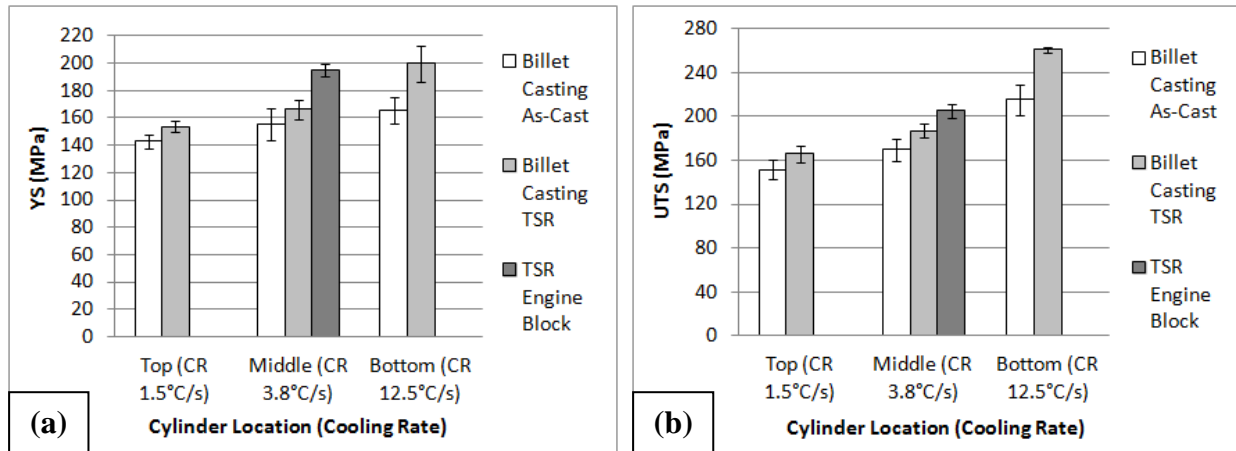 220
200
180
160
140
120
100
80
60
40
20
0
YS (MPa)
Top (CR
1.5°C/s)
Middle (CR
3.8°C/s)
Bottom (CR
12.5°C/s)
Cylinder Location (Cooling Rate)
Billet
Casting
As-Cast
Billet
Casting
TSR
TSR
Engine
Block
(a)
280
240
200
160
120
80
40
0
UTS (MPa)
Top (CR
1.5°C/s)
Middle (CR
3.8°C/s)
Bottom (CR
12.5°C/s)
Cylinder Location (Cooling Rate)
Billet
Casting
As-Cast
Billet
Casting
TSR
TSR
Engine
Block
(b)